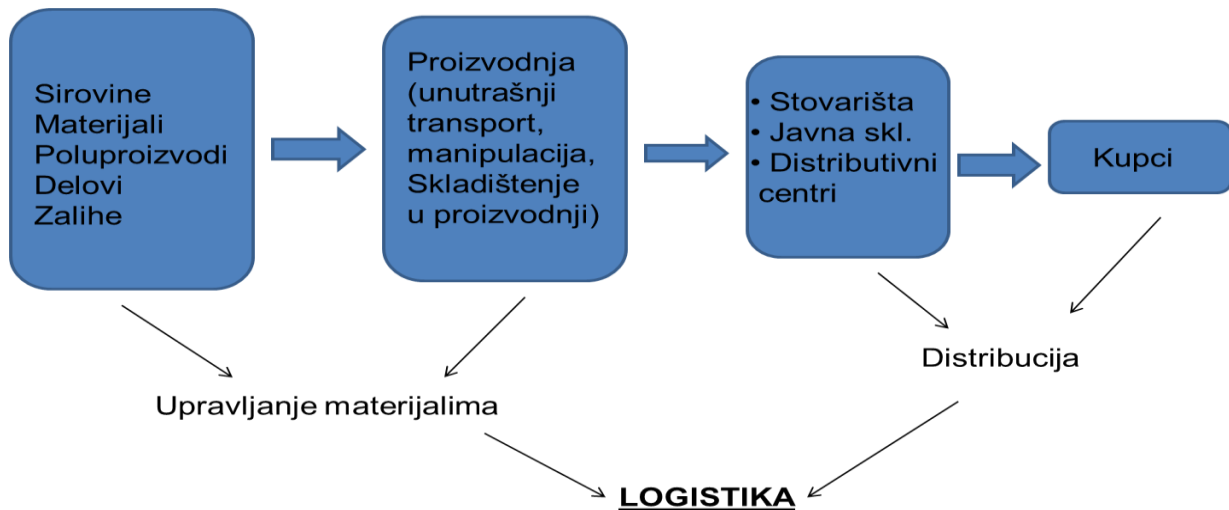 Sirovine
Materijali
Poluproizvodi
Delovi
Zalihe
Proizvodnja
(unutrašnji
transport,
manipulacija,
Skladištenje
u proizvodnji)
• Stovarišta
• Javna skl.
• Distributivni
centri
Kupci
Upravljanje materijalima
Distribucija
LOGISTIKA